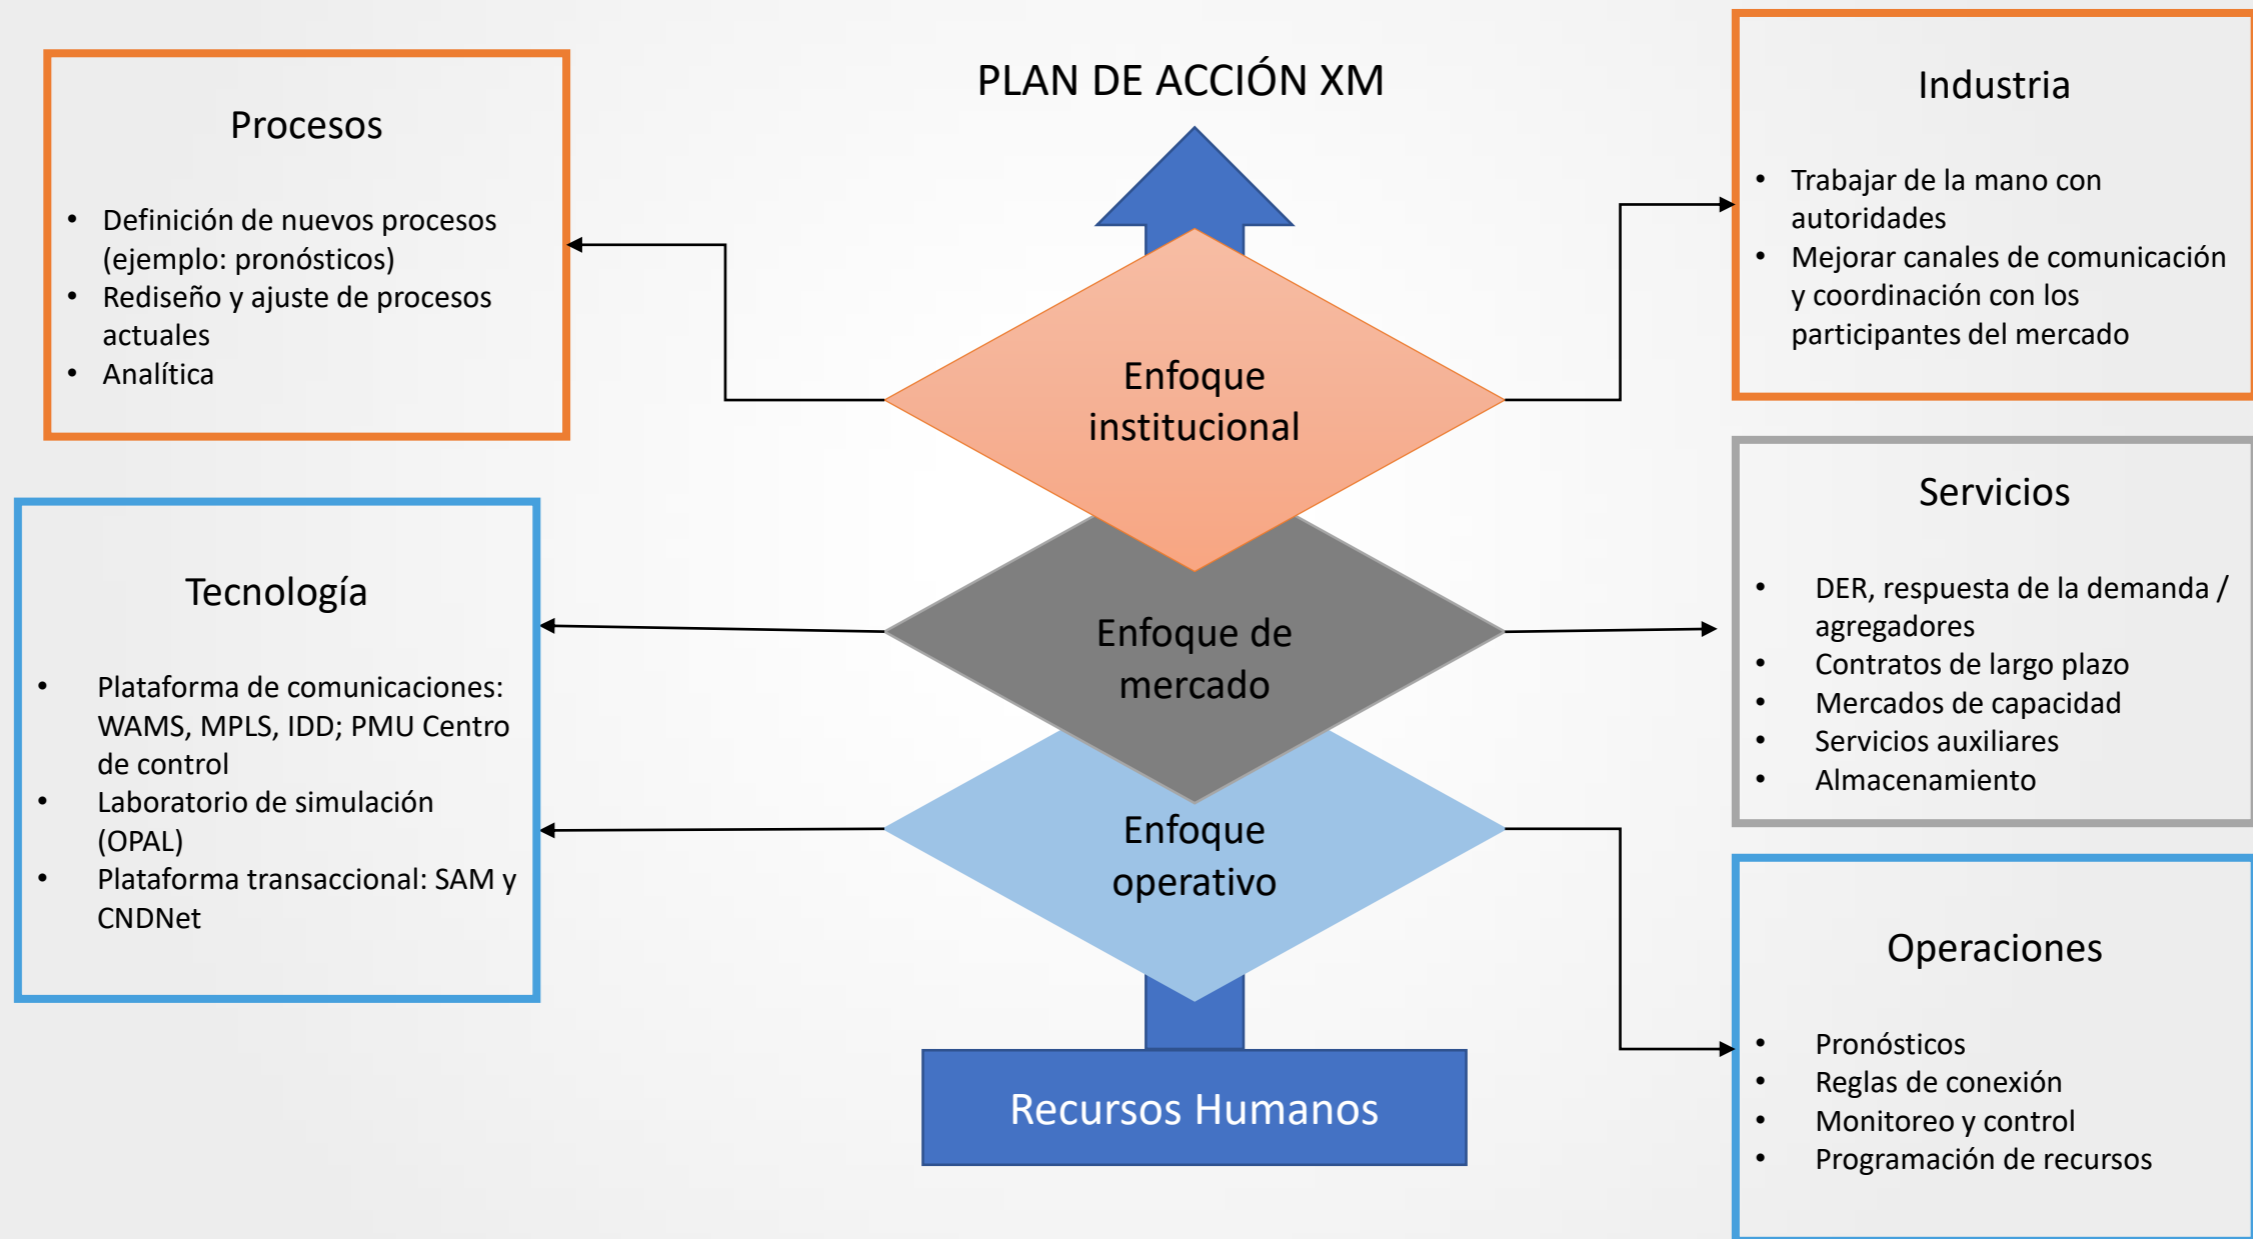 PLAN DE ACCIÓN XM
Procesos
• Definición de nuevos procesos
(ejemplo: pronósticos)
• Rediseño y ajuste de procesos
actuales
• Analítica
Industria
• Trabajar de la mano con
autoridades
• Mejorar canales de comunicación
y coordinación con los
participantes del mercado
Enfoque
institucional
Tecnología
• Plataforma de comunicaciones:
WAMS, MPLS, IDD; PMU Centro
de control
• Laboratorio de simulación
(OPAL)
• Plataforma transaccional: SAM y
CNDNet
Enfoque de
mercado
Servicios
• DER, respuesta de la demanda /
agregadores
• Contratos de largo plazo
• Mercados de capacidad
• Servicios auxiliares
• Almacenamiento
Enfoque
operativo
Operaciones
• Pronósticos
• Reglas de conexión
• Monitoreo y control
• Programación de recursos
Recursos Humanos